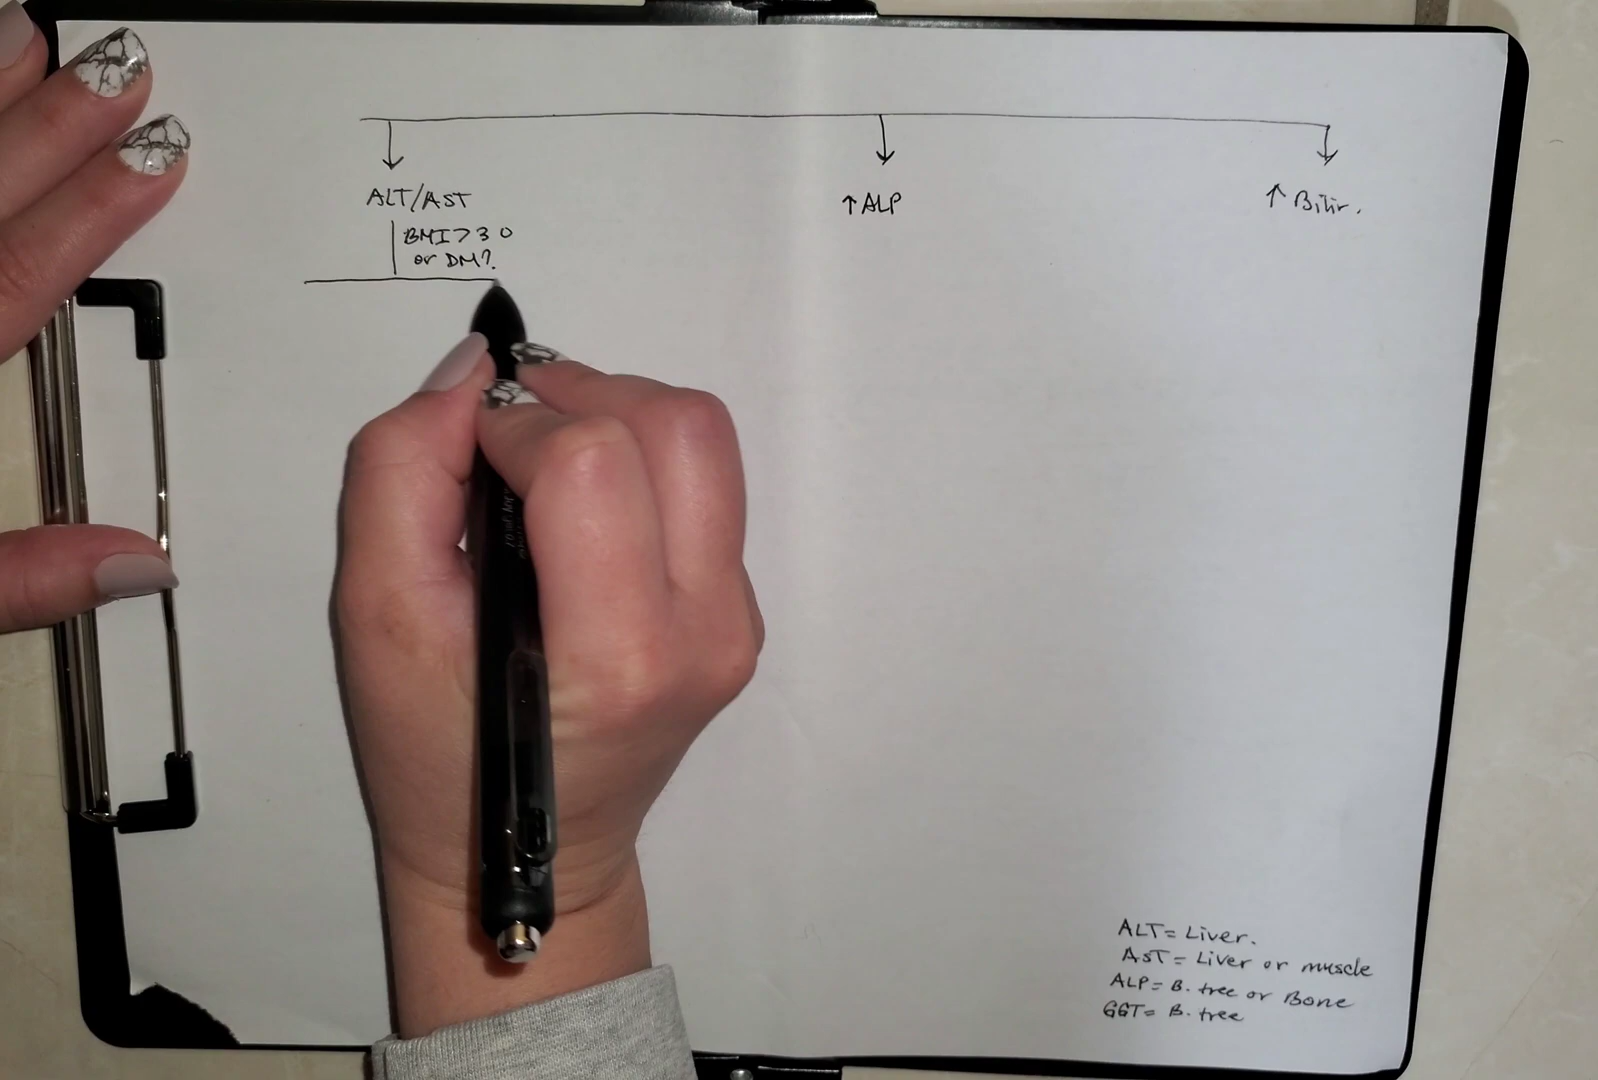 ALT/AST
↑ALP
↑ Bilir.
BMI>30
or DM?
ALT= Liver.
AST= Liver or muscle
ALP= B. tree or Bone
GGT= B. tree